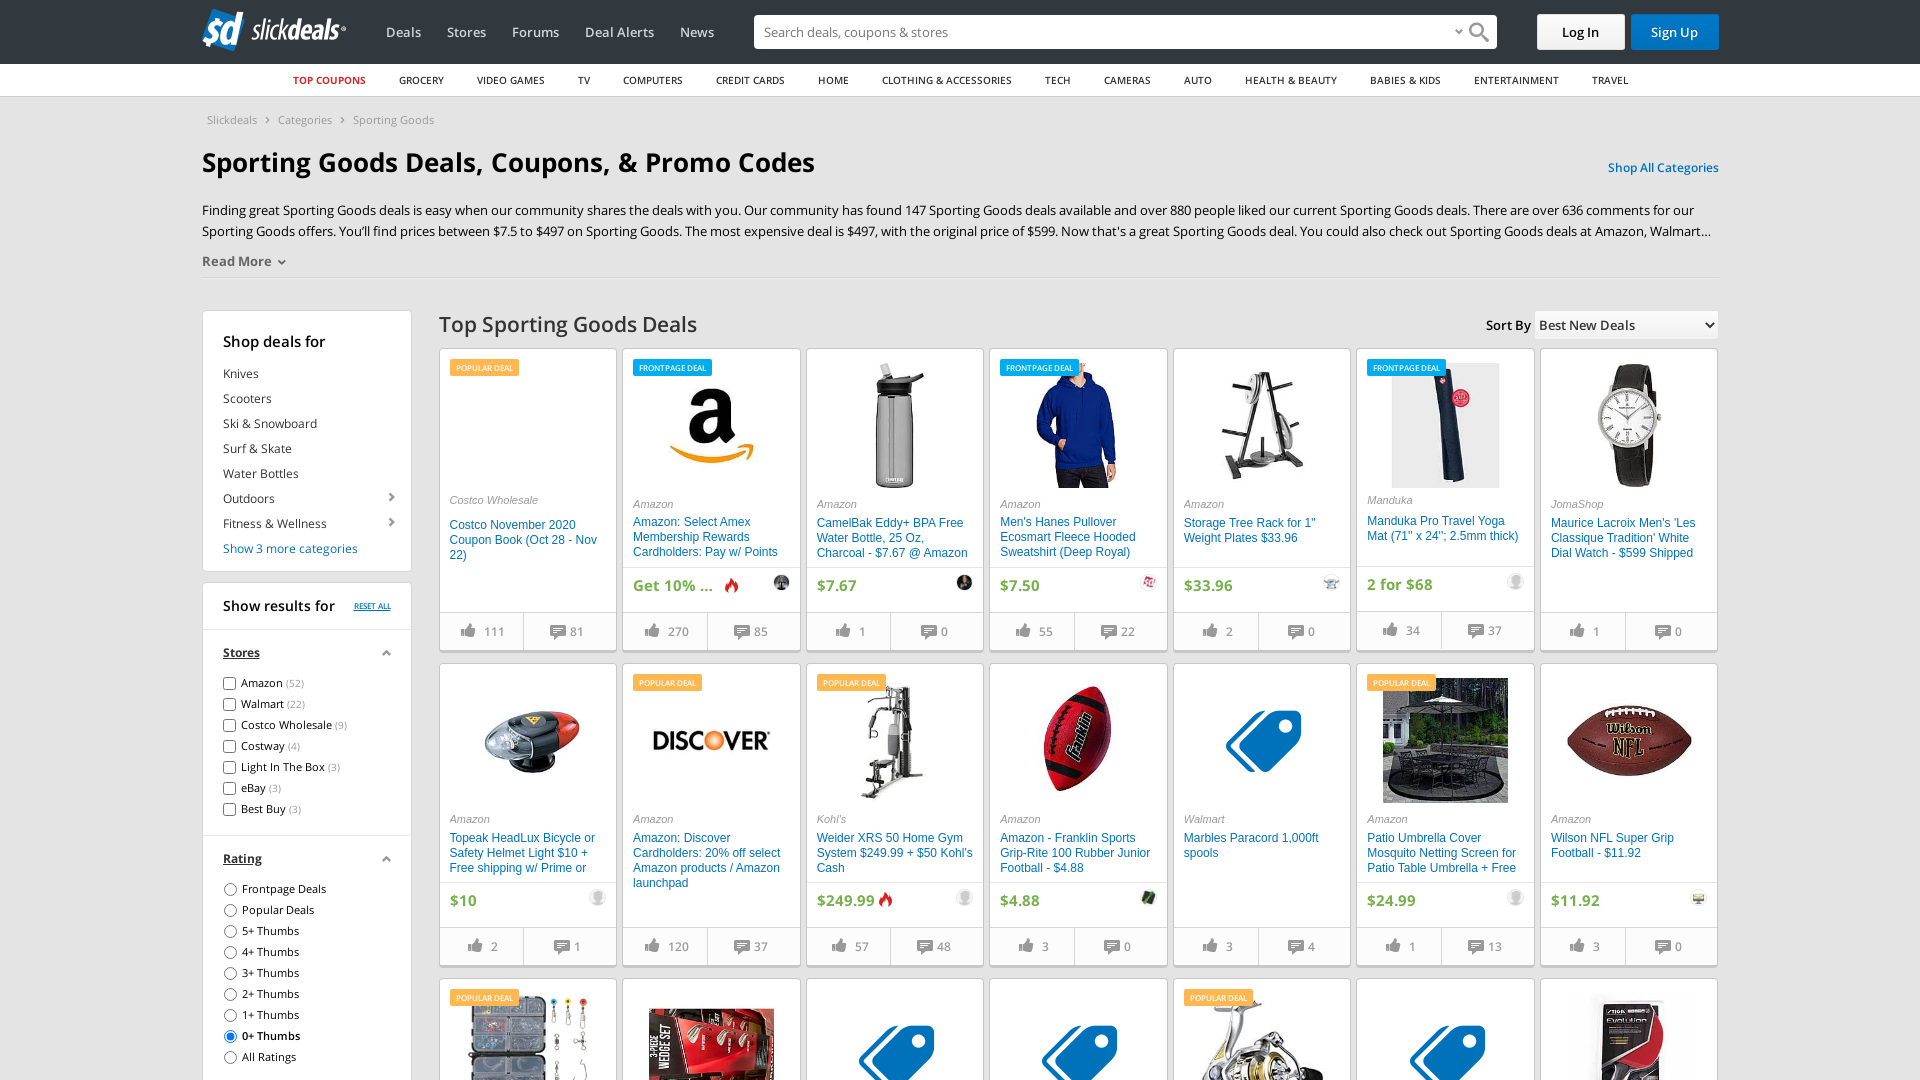 sd slickdeals
Deals
Stores
Forums
Deal Alerts
News
Search deals, coupons & stores
Log In
Sign Up
TOP COUPONS
GROCERY
VIDEO GAMES
TV
COMPUTERS
CREDIT CARDS
HOME
CLOTHING & ACCESSORIES
TECH
CAMERAS
AUTO
HEALTH & BEAUTY
BABIES & KIDS
ENTERTAINMENT
TRAVEL
Slickdeals > Categories > Sporting Goods
Sporting Goods Deals, Coupons, & Promo Codes
Shop All Categories
Finding great Sporting Goods deals is easy when our community shares the deals with you. Our community has found 147 Sporting Goods deals available and over 880 people liked our current Sporting Goods deals. There are over 636 comments for our
Sporting Goods offers. You'll find prices between $7.5 to $497 on Sporting Goods. The most expensive deal is $497, with the original price of $599. Now that's a great Sporting Goods deal. You could also check out Sporting Goods deals at Amazon, Walmart...
Read More
Shop deals for
Knives
Scooters
Ski & Snowboard
Surf & Skate
Water Bottles
Outdoors
Fitness & Wellness
Show 3 more categories
Show results for
RESET ALL
Stores
Amazon (52)
Walmart (22)
Costco Wholesale (9)
Costway (4)
Light In The Box (3)
eBay (3)
Best Buy (3)
Rating
Frontpage Deals
Popular Deals
5+ Thumbs
4+ Thumbs
3+ Thumbs
2+ Thumbs
1+ Thumbs
0+ Thumbs
All Ratings
Top Sporting Goods Deals
Sort By
Best New Deals
POPULAR DEAL
Costco Wholesale
Costco November 2020
Coupon Book (Oct 28 - Nov
22)
111
81
FRONTPAGE DEAL
Amazon
Amazon: Select Amex
Membership Rewards
Cardholders: Pay w/ Points
Get 10% ...
270
85
Amazon
CamelBak Eddy+ BPA Free
Water Bottle, 25 Oz,
Charcoal - $7.67 @ Amazon
$7.67
1
0
FRONTPAGE DEAL
Amazon
Men's Hanes Pullover
Ecosmart Fleece Hooded
Sweatshirt (Deep Royal)
$7.50
55
22
Amazon
Storage Tree Rack for 1"
Weight Plates $33.96
$33.96
2
0
FRONTPAGE DEAL
Manduka
Manduka Pro Travel Yoga
Mat (71" x 24"; 2.5mm thick)
2 for $68
34
37
JomaShop
Maurice Lacroix Men's 'Les
Classique Tradition' White
Dial Watch - $599 Shipped
1
0
Amazon
Topeak HeadLux Bicycle or
Safety Helmet Light $10 +
Free shipping w/ Prime or
$10
2
1
POPULAR DEAL
DISCOVER
Amazon
Amazon: Discover
Cardholders: 20% off select
Amazon products / Amazon
launchpad
120
37
POPULAR DEAL
Kohl's
Weider XRS 50 Home Gym
System $249.99 + $50 Kohl's
Cash
$249.99
57
48
franklin
Amazon
Amazon - Franklin Sports
Grip-Rite 100 Rubber Junior
Football - $4.88
$4.88
3
0
Walmart
Marbles Paracord 1,000ft
spools
3
4
POPULAR DEAL
Amazon
Patio Umbrella Cover
Mosquito Netting Screen for
Patio Table Umbrella + Free
$24.99
1
13
Wilson
NFL
Amazon
Wilson NFL Super Grip
Football - $11.92
$11.92
3
0
POPULAR DEAL
3-PIECE
WEDGE SET
POPULAR DEAL
STIGA
Evolution